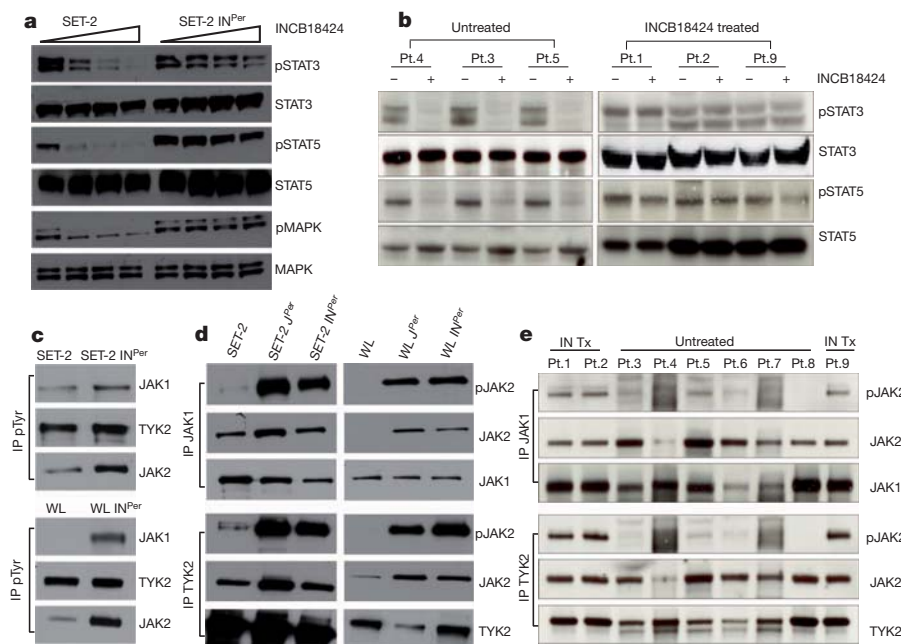 a
SET-2 SET-2 IN^Per INCB18424
pSTAT3
STAT3
pSTAT5
STAT5
pMAPK
MAPK
b
Untreated INCB18424 treated
Pt.4 Pt.3 Pt.5 Pt.1 Pt.2 Pt.9
– + – + – + – + – + – + INCB18424
pSTAT3
STAT3
pSTAT5
STAT5
c
SET-2 SET-2 IN^Per
IP pTyr
JAK1
TYK2
JAK2
WL WL IN^Per
IP pTyr
JAK1
TYK2
JAK2
d
SET-2 SET-2 J^Per SET-2 IN^Per WL WL J^Per WL IN^Per
IP JAK1
pJAK2
JAK2
JAK1
IP TYK2
pJAK2
JAK2
TYK2
e
IN Tx Untreated IN Tx
Pt.1 Pt.2 Pt.3 Pt.4 Pt.5 Pt.6 Pt.7 Pt.8 Pt.9
IP JAK1
pJAK2
JAK2
JAK1
IP TYK2
pJAK2
JAK2
TYK2